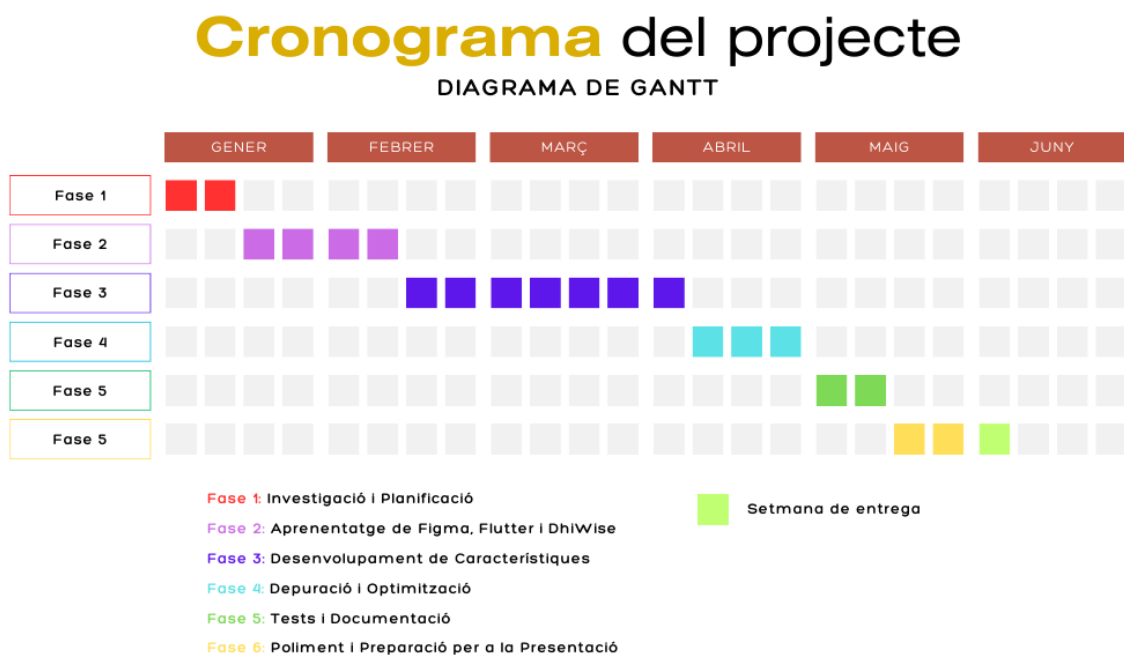 Cronograma del projecte
DIAGRAMA DE GANTT
GENER FEBRER MARÇ ABRIL MAIG JUNY
Fase 1
Fase 2
Fase 3
Fase 4
Fase 5
Fase 5
Fase 1: Investigació i Planificació
Setmana de entrega
Fase 2: Aprenentatge de Figma, Flutter i DhiWise
Fase 3: Desenvolupament de Característiques
Fase 4: Depuració i Optimització
Fase 5: Tests i Documentació
Fase 6: Poliment i Preparació per a la Presentació